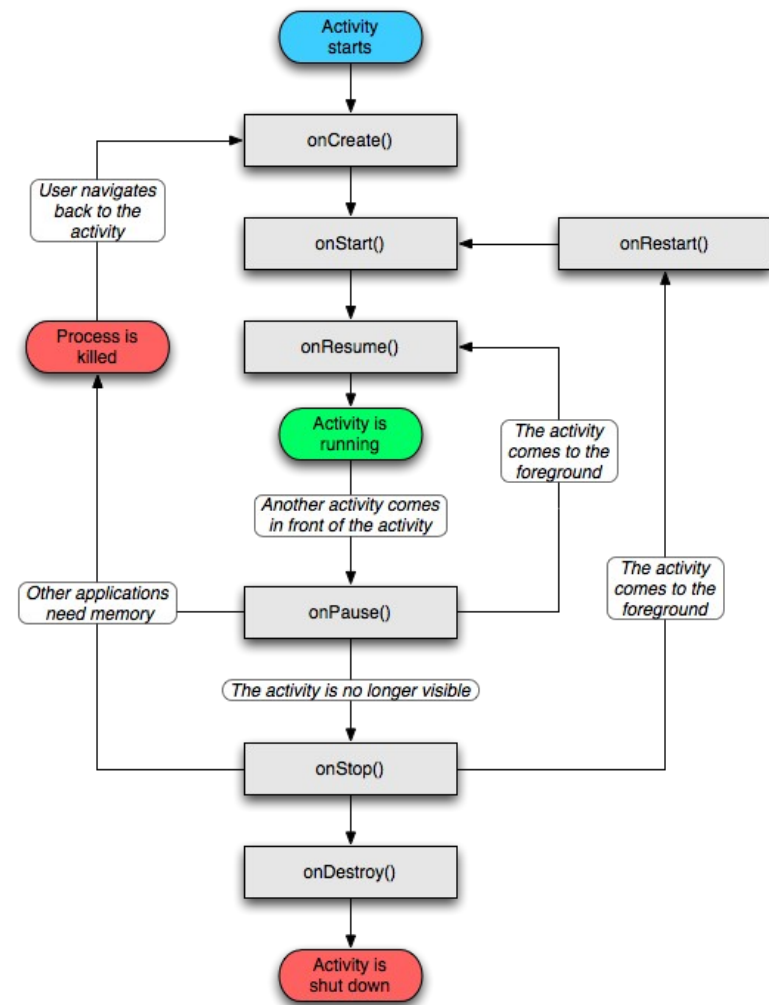 Activity
starts
onCreate()
User navigates
back to the
activity
onStart()
onRestart()
Process is
killed
onResume()
Activity is
running
The activity
comes to the
foreground
Another activity comes
in front of the activity
Other applications
need memory
onPause()
The activity
comes to the
foreground
The activity is no longer visible
onStop()
onDestroy()
Activity is
shut down